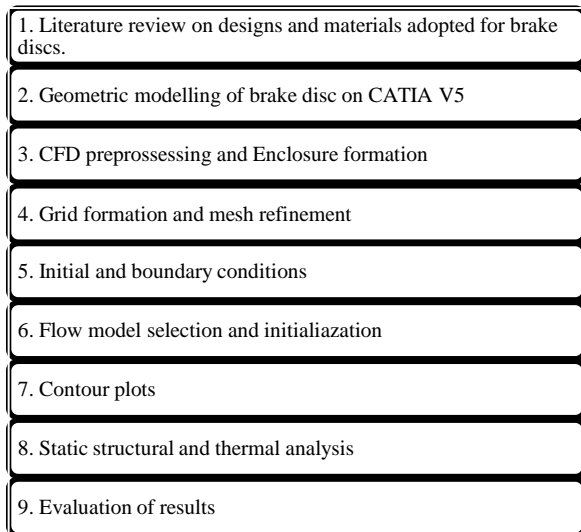 1. Literature review on designs and materials adopted for brake
discs.
2. Geometric modelling of brake disc on CATIA V5
3. CFD preprossessing and Enclosure formation
4. Grid formation and mesh refinement
5. Initial and boundary conditions
6. Flow model selection and initialiazation
7. Contour plots
8. Static structural and thermal analysis
9. Evaluation of results